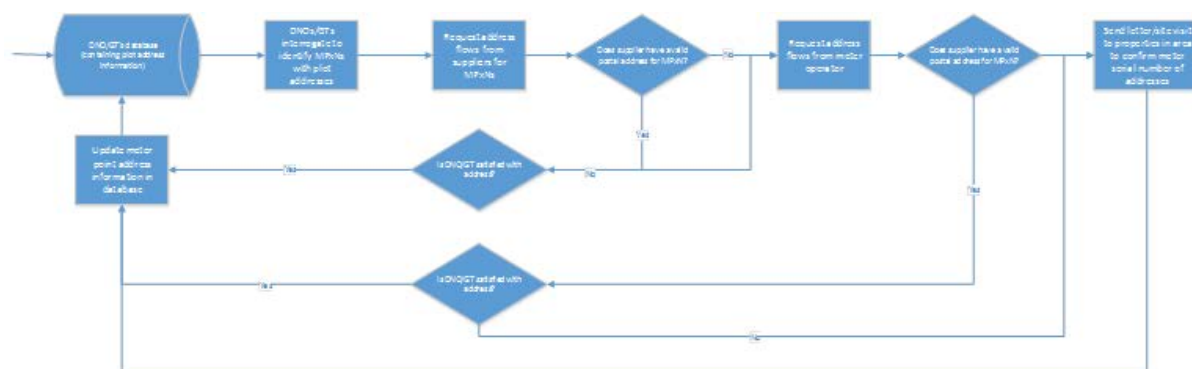 DNO/GT's database
(containing plot address
information)
DNOs/GTs
interrogate to
identify MPxNs
with plot
addresses
Request address
flows from
suppliers for
MPxNs
Does supplier have a valid
postal address for MPxN?
No
Request address
flows from meter
operator
Does supplier have a valid
postal address for MPxN?
Send letter/site visit
to properties in area
to confirm meter
serial number of
addresses
Yes
Update meter
point address
information in
database
Yes
Is DNO/GT satisfied with
address?
No
Yes
Yes
Is DNO/GT satisfied with
address?
No